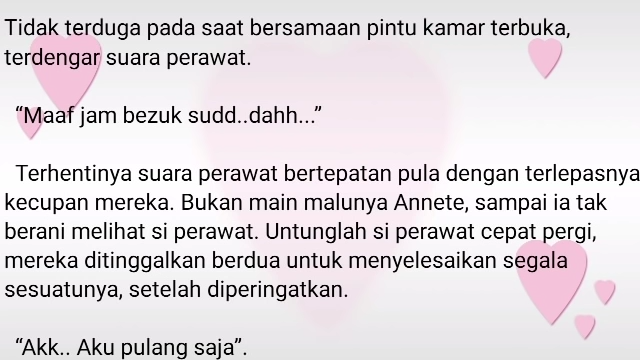 Tidak terduga pada saat bersamaan pintu kamar terbuka,
terdengar suara perawat.
“Maaf jam bezuk sudd..dahh...”
Terhentinya suara perawat bertepatan pula dengan terlepasnya
kecupan mereka. Bukan main malunya Annete, sampai ia tak
berani melihat si perawat. Untunglah si perawat cepat pergi,
mereka ditinggalkan berdua untuk menyelesaikan segala
sesuatunya, setelah diperingatkan.
“Akk.. Aku pulang saja”.